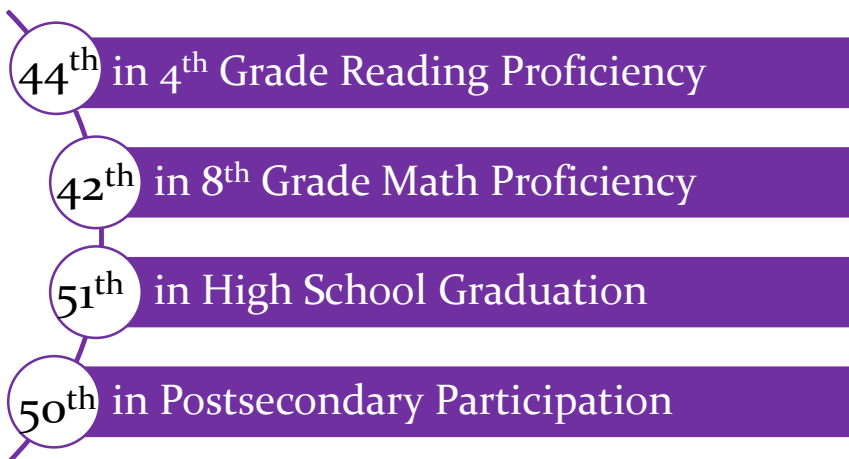 44th in 4th Grade Reading Proficiency
42th in 8th Grade Math Proficiency
51th in High School Graduation
50th in Postsecondary Participation